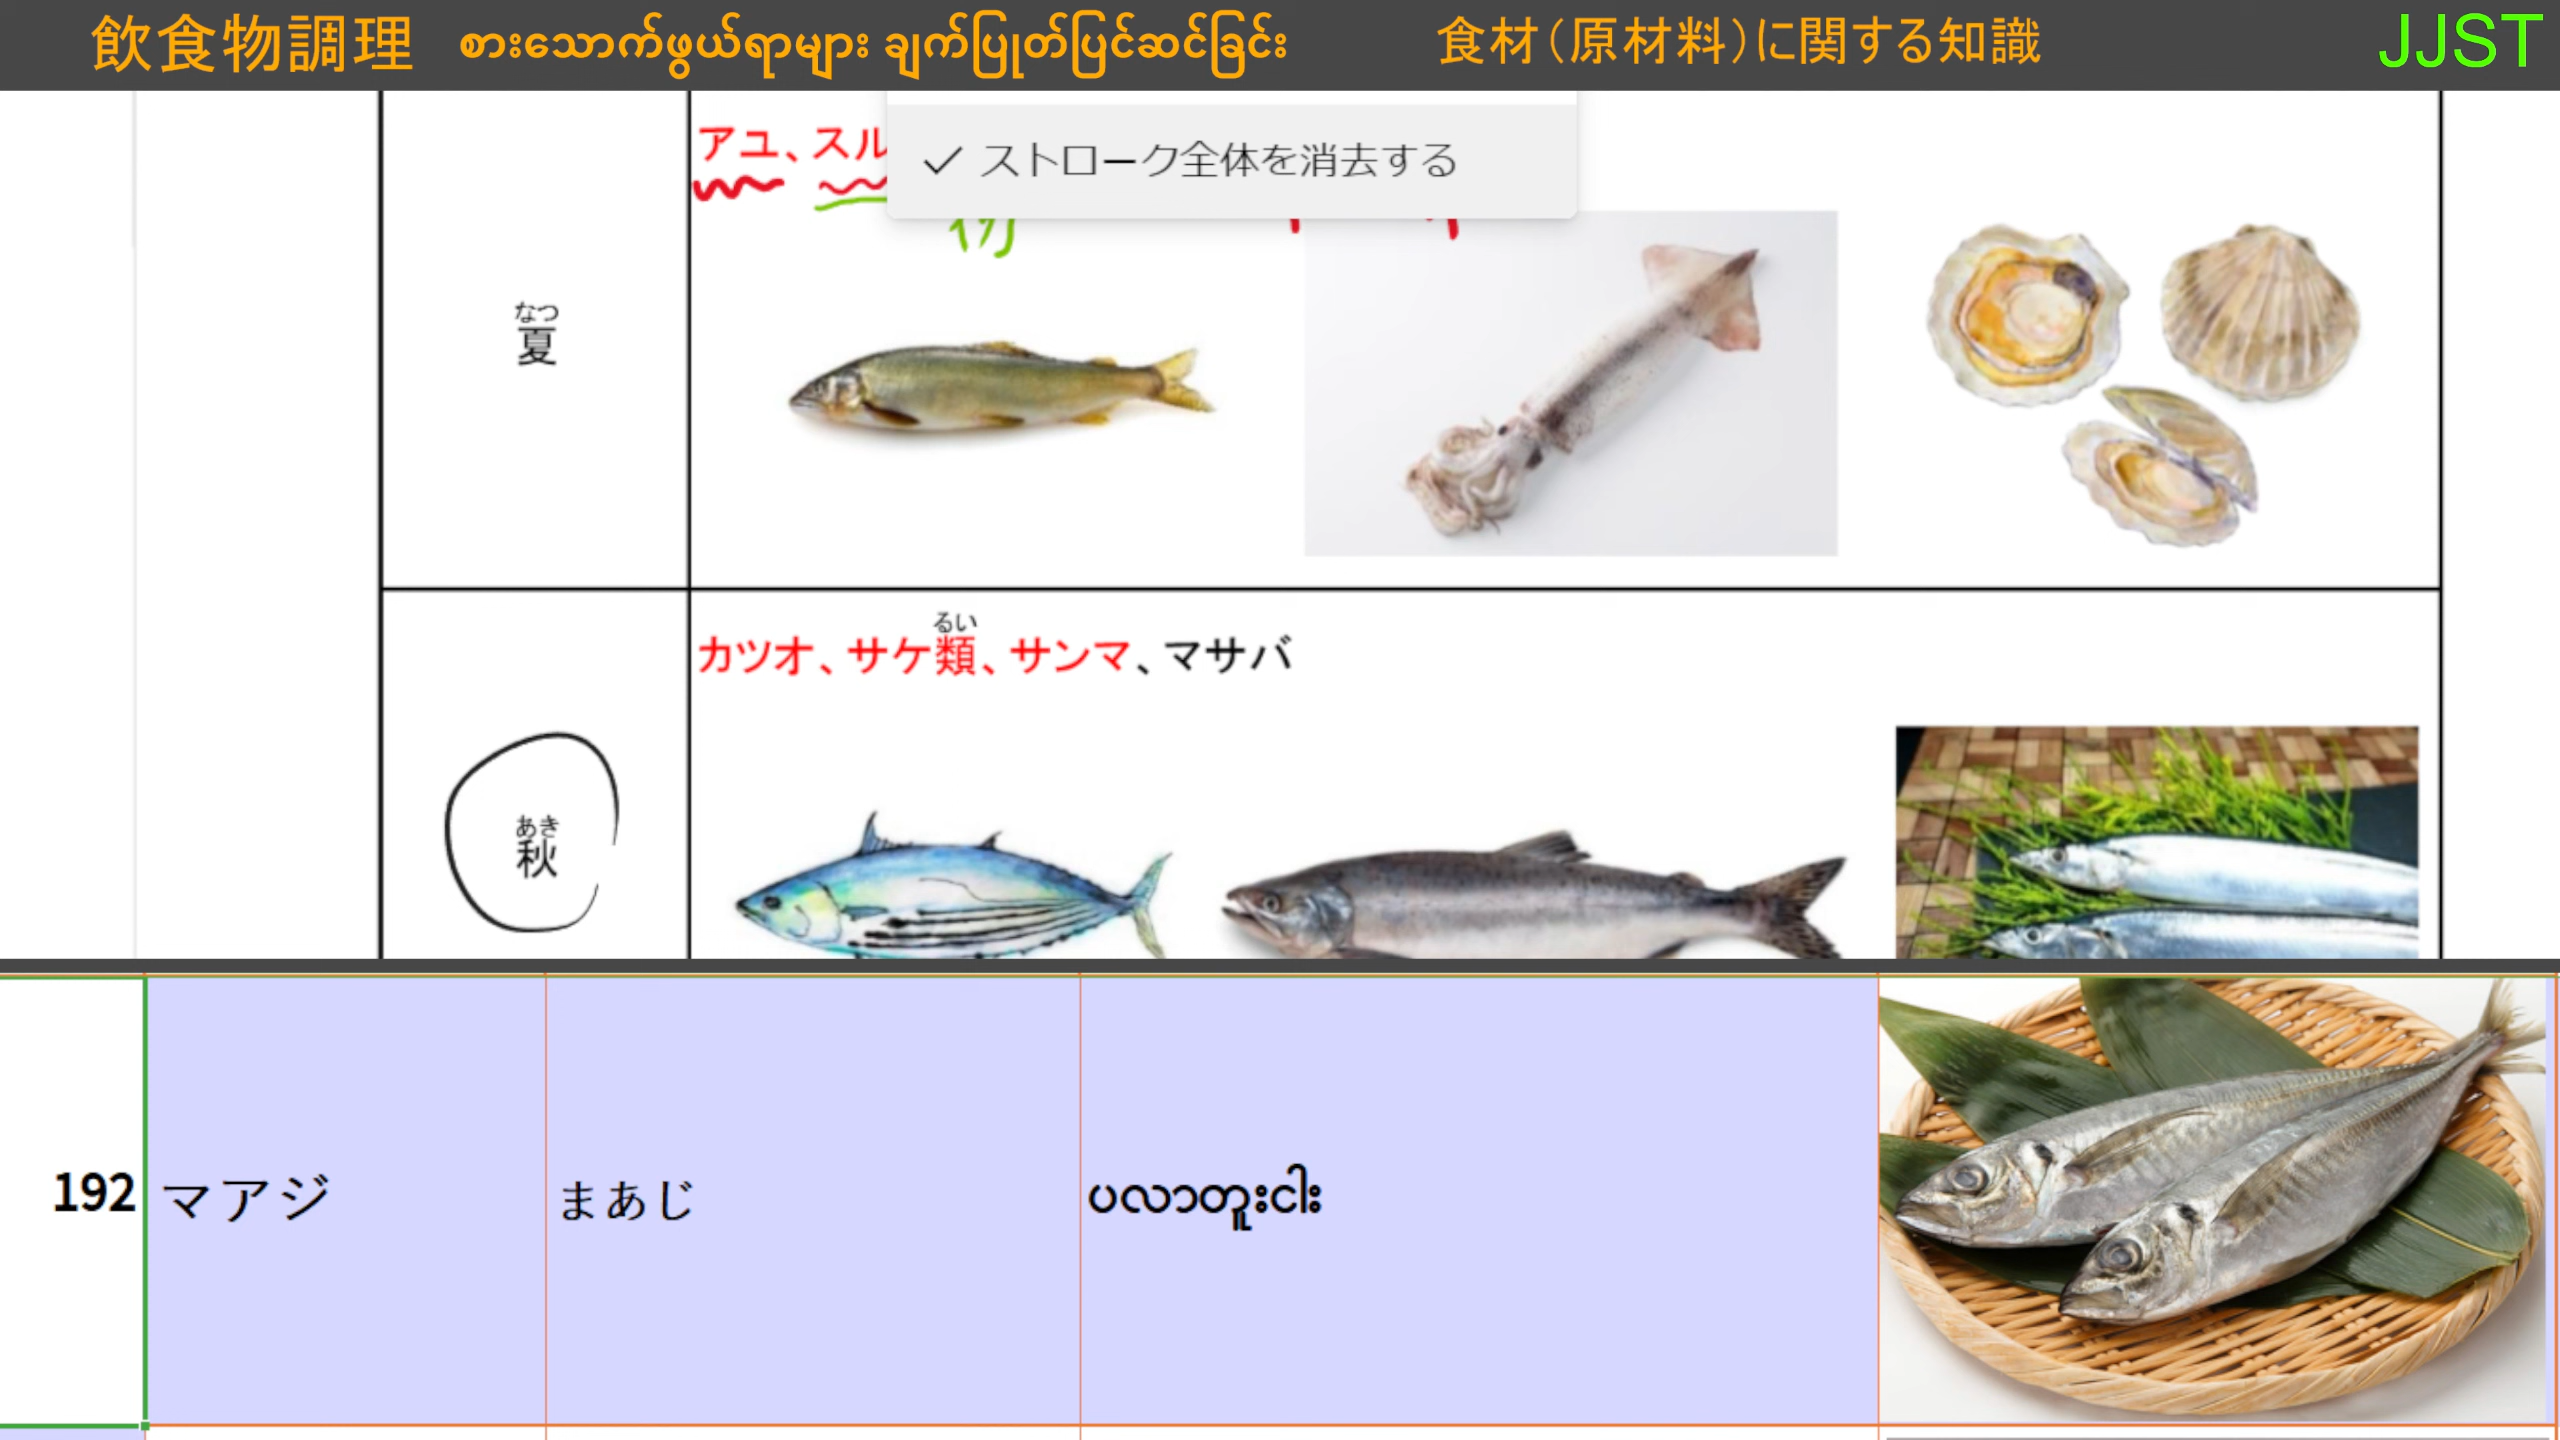 飲食物調理 စားသောက်ဖွယ်ရာများ ချက်ပြုတ်ပြင်ဆင်ခြင်း 食材（原材料）に関する知識 JJST
アユ、スル
✓ ストローク全体を消去する
なつ
夏
るい
カツオ、サケ類、サンマ、マサバ
あき
秋
192 マアジ まあじ ပလာတူးငါး